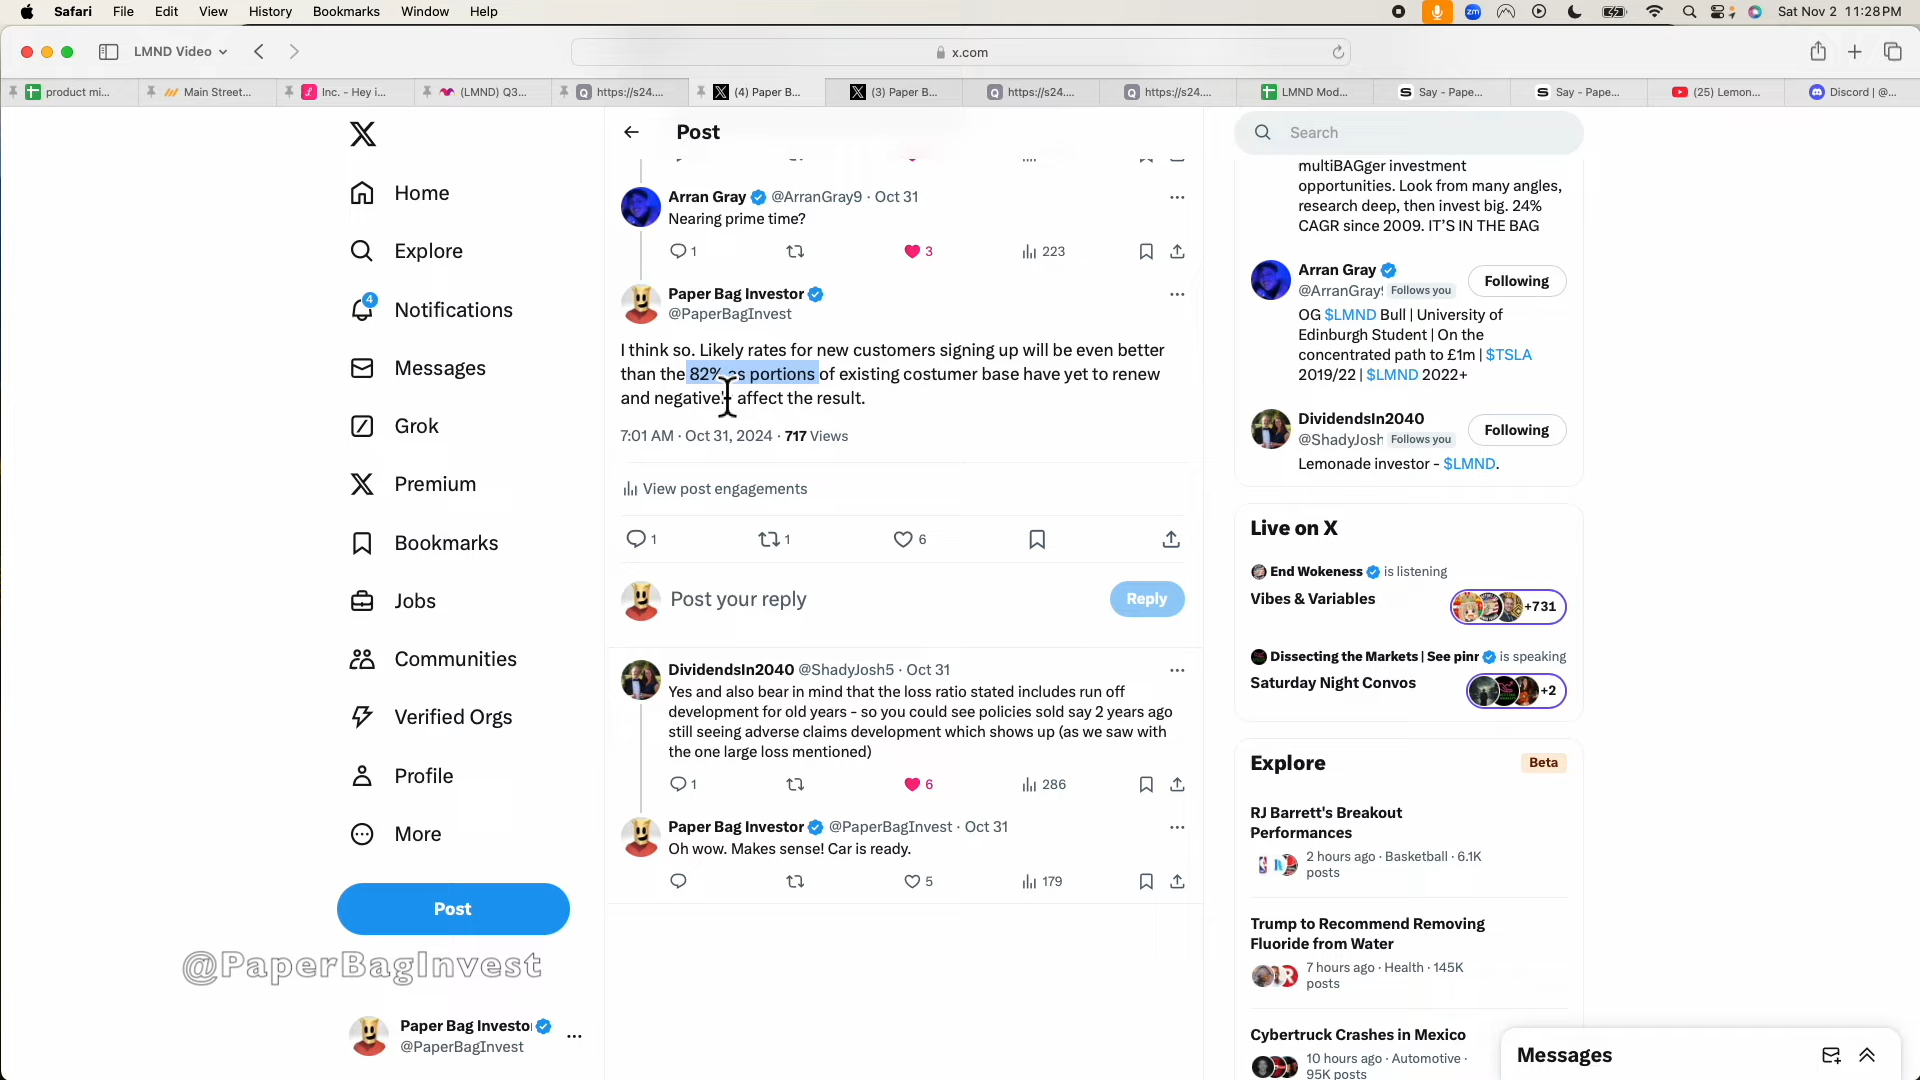 Safari File Edit View History Bookmarks Window Help
zm
Sat Nov 2 11:28 PM
LMND Video
x.com
product mi...
Main Street...
Inc. - Hey i...
(LMND) Q3...
https://s24....
(4) Paper B...
(3) Paper B...
https://s24....
https://s24....
LMND Mod...
Say - Pape...
Say - Pape...
(25) Lemon...
Discord | @...
Home
Explore
4
Notifications
Messages
Grok
Premium
Bookmarks
Jobs
Communities
Verified Orgs
Profile
More
Post
@PaperBagInvest
Paper Bag Investo
@PaperBagInvest
Post
Arran Gray @ArranGray9 · Oct 31
Nearing prime time?
1 3 223
Paper Bag Investor
@PaperBagInvest
I think so. Likely rates for new customers signing up will be even better
than the 82% as portions of existing costumer base have yet to renew
and negative affect the result.
7:01 AM · Oct 31, 2024 · 717 Views
View post engagements
1 1 6
Post your reply
Reply
DividendsIn2040 @ShadyJosh5 · Oct 31
Yes and also bear in mind that the loss ratio stated includes run off
development for old years - so you could see policies sold say 2 years ago
still seeing adverse claims development which shows up (as we saw with
the one large loss mentioned)
1 6 286
Paper Bag Investor @PaperBagInvest · Oct 31
Oh wow. Makes sense! Car is ready.
5 179
Search
multiBAGger investment
opportunities. Look from many angles,
research deep, then invest big. 24%
CAGR since 2009. IT'S IN THE BAG
Arran Gray
@ArranGray Follows you
Following
OG $LMND Bull | University of
Edinburgh Student | On the
concentrated path to £1m | $TSLA
2019/22 | $LMND 2022+
DividendsIn2040
@ShadyJosh Follows you
Following
Lemonade investor - $LMND.
Live on X
End Wokeness is listening
Vibes & Variables
+731
Dissecting the Markets | See pinr is speaking
Saturday Night Convos
+2
Explore
Beta
RJ Barrett's Breakout
Performances
2 hours ago · Basketball · 6.1K
posts
Trump to Recommend Removing
Fluoride from Water
7 hours ago · Health · 145K
posts
Cybertruck Crashes in Mexico
10 hours ago · Automotive ·
95K posts
Messages